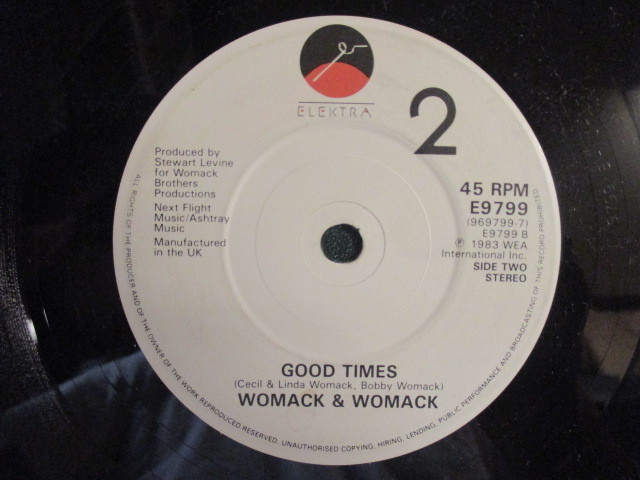 ELEKTRA
2
Produced by
Stewart Levine
for Womack
Brothers
Productions
Next Flight
Music/Ashtray
Music
Manufactured
in the UK
45 RPM
E9799
(969799-7)
E9799 B
℗ 1983 WEA
International Inc.
SIDE TWO
STEREO
GOOD TIMES
(Cecil & Linda Womack, Bobby Womack)
WOMACK & WOMACK
ALL RIGHTS OF THE PRODUCER AND OF THE OWNER OF THE WORK REPRODUCED RESERVED. UNAUTHORISED COPYING, HIRING, LENDING, PUBLIC PERFORMANCE AND BROADCASTING OF THIS RECORD PROHIBITED